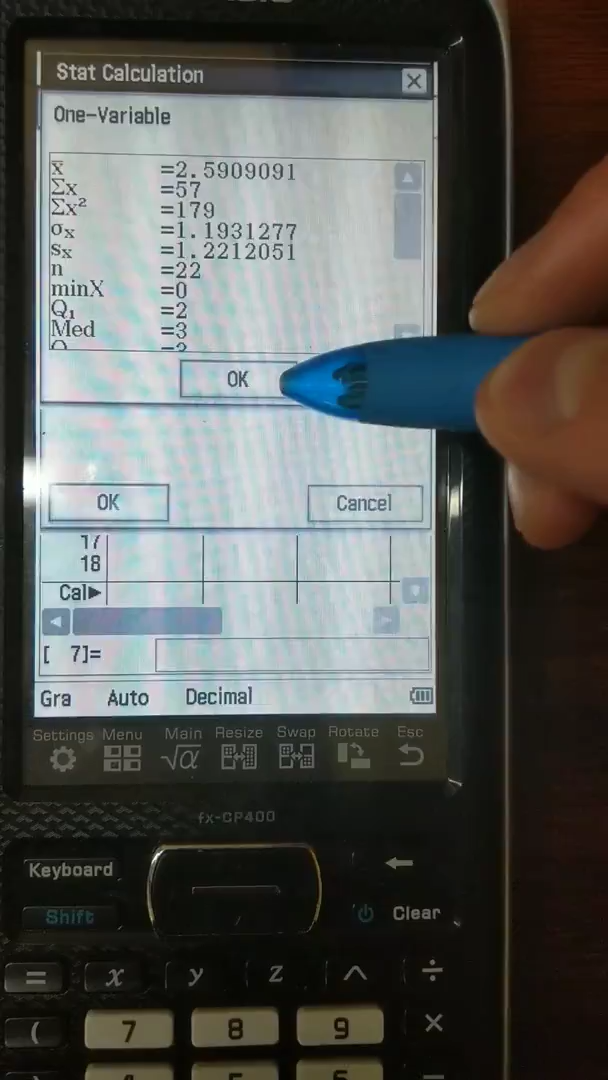 Stat Calculation
One-Variable
x̄ =2.5909091
Σx =57
Σx² =179
σx =1.1931277
sx =1.2212051
n =22
minX =0
Q₁ =2
Med =3
OK
OK Cancel
17
18
Cal▶
[ 7]=
Gra Auto Decimal
Settings Menu Main Resize Swap Rotate Esc
√α
fx-CP400
Keyboard ←
Shift Clear
= x y z ^ ÷
( 7 8 9 ×